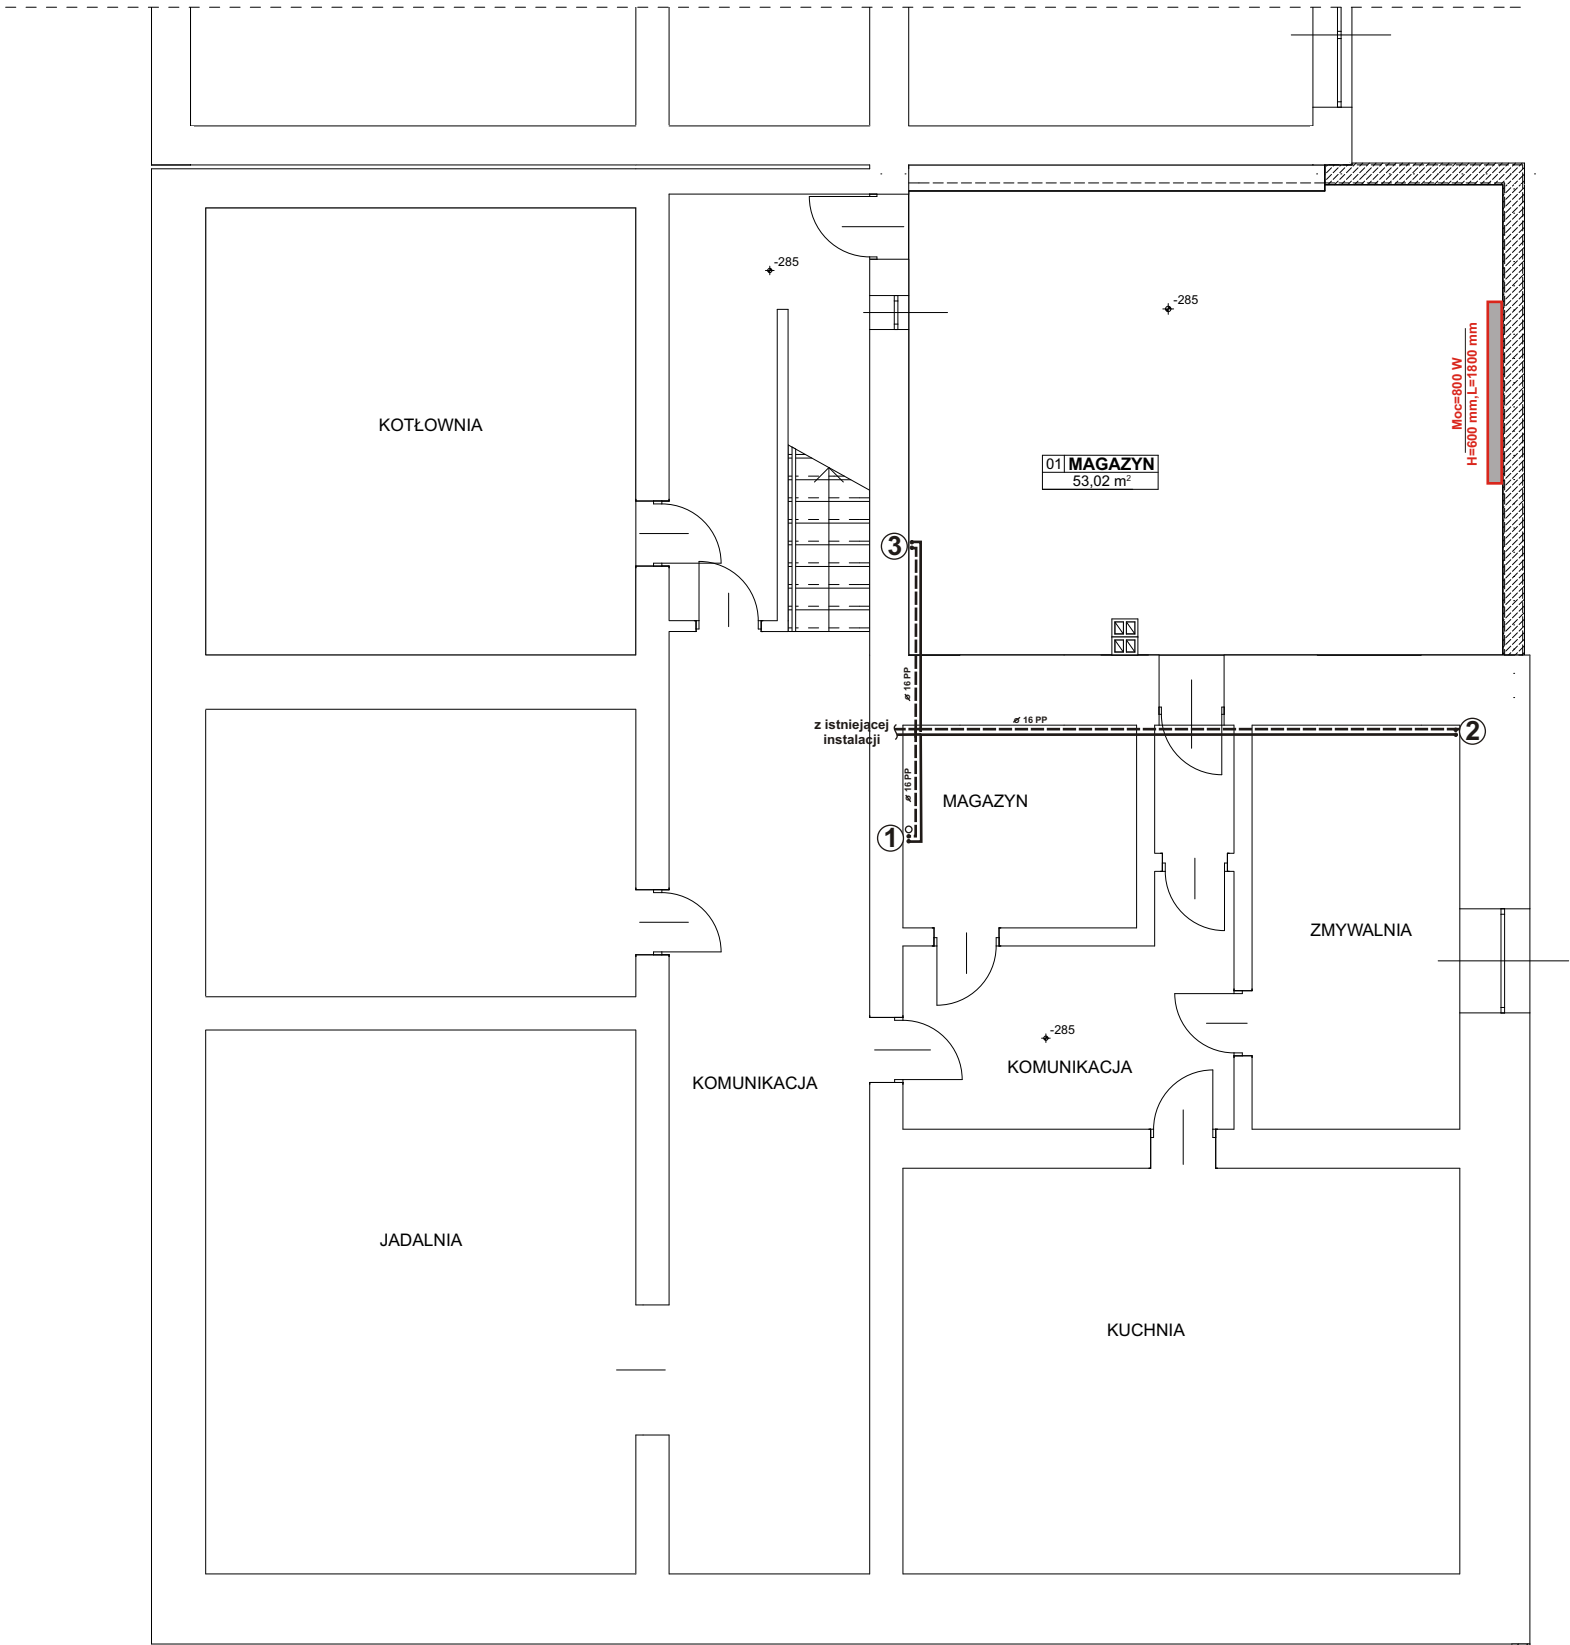 -285
-285
Moc=800 W
H=600 mm,L=1800 mm
KOTŁOWNIA
01 MAGAZYN
53,02 m²
3
ø 16 PP
z istniejącej
instalacji
ø 16 PP
2
ø 16 PP
MAGAZYN
1
ZMYWALNIA
-285
KOMUNIKACJA
KOMUNIKACJA
JADALNIA
KUCHNIA